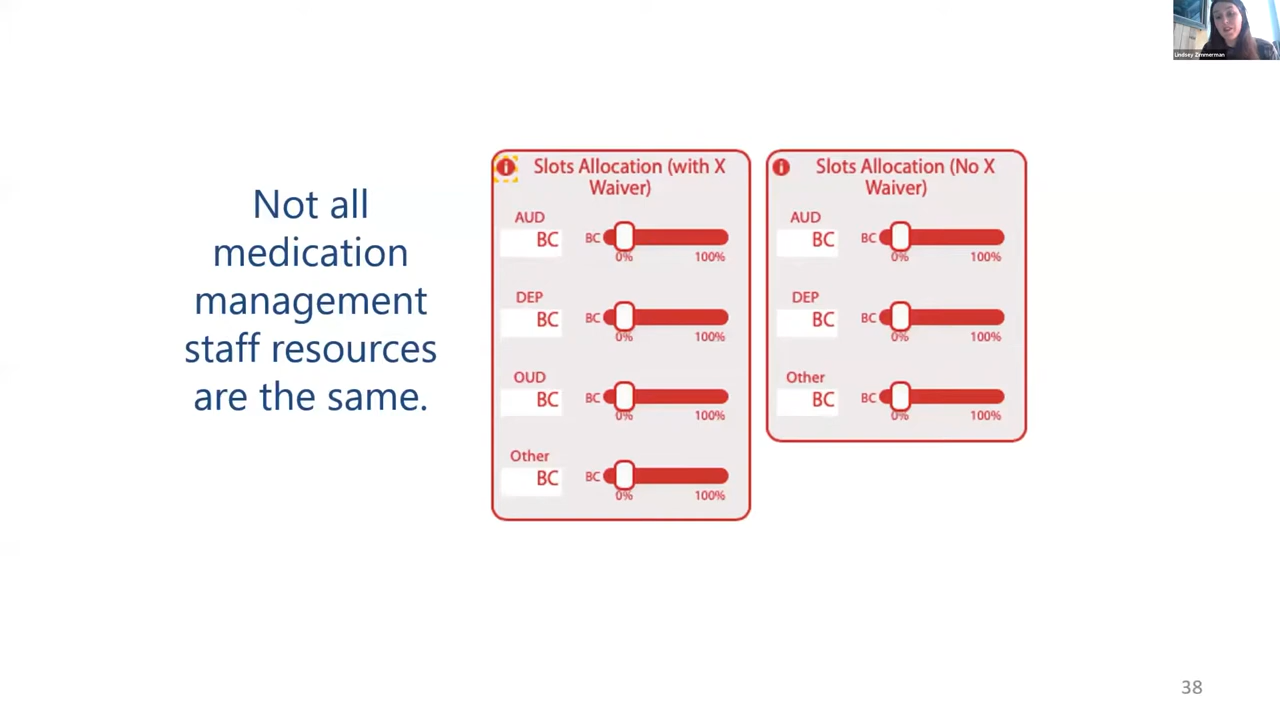 Lindsey Zimmerman
Not all
medication
management
staff resources
are the same.
Slots Allocation (with X
Waiver)
AUD
BC
BC
0%
100%
DEP
BC
BC
0%
100%
OUD
BC
BC
0%
100%
Other
BC
BC
0%
100%
Slots Allocation (No X
Waiver)
AUD
BC
BC
0%
100%
DEP
BC
BC
0%
100%
Other
BC
BC
0%
100%
38